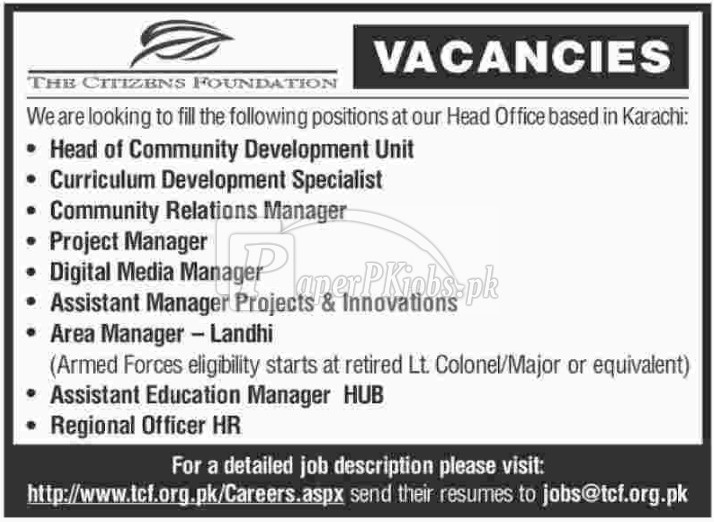 THE CITIZENS FOUNDATION
VACANCIES
We are looking to fill the following positions at our Head Office based in Karachi:
• Head of Community Development Unit
• Curriculum Development Specialist
• Community Relations Manager
• Project Manager
• Digital Media Manager
PaperPKjobs.pk
• Assistant Manager Projects & Innovations
• Area Manager – Landhi
(Armed Forces eligibility starts at retired Lt. Colonel/Major or equivalent)
• Assistant Education Manager HUB
• Regional Officer HR
For a detailed job description please visit:
http://www.tcf.org.pk/Careers.aspx send their resumes to jobs@tcf.org.pk